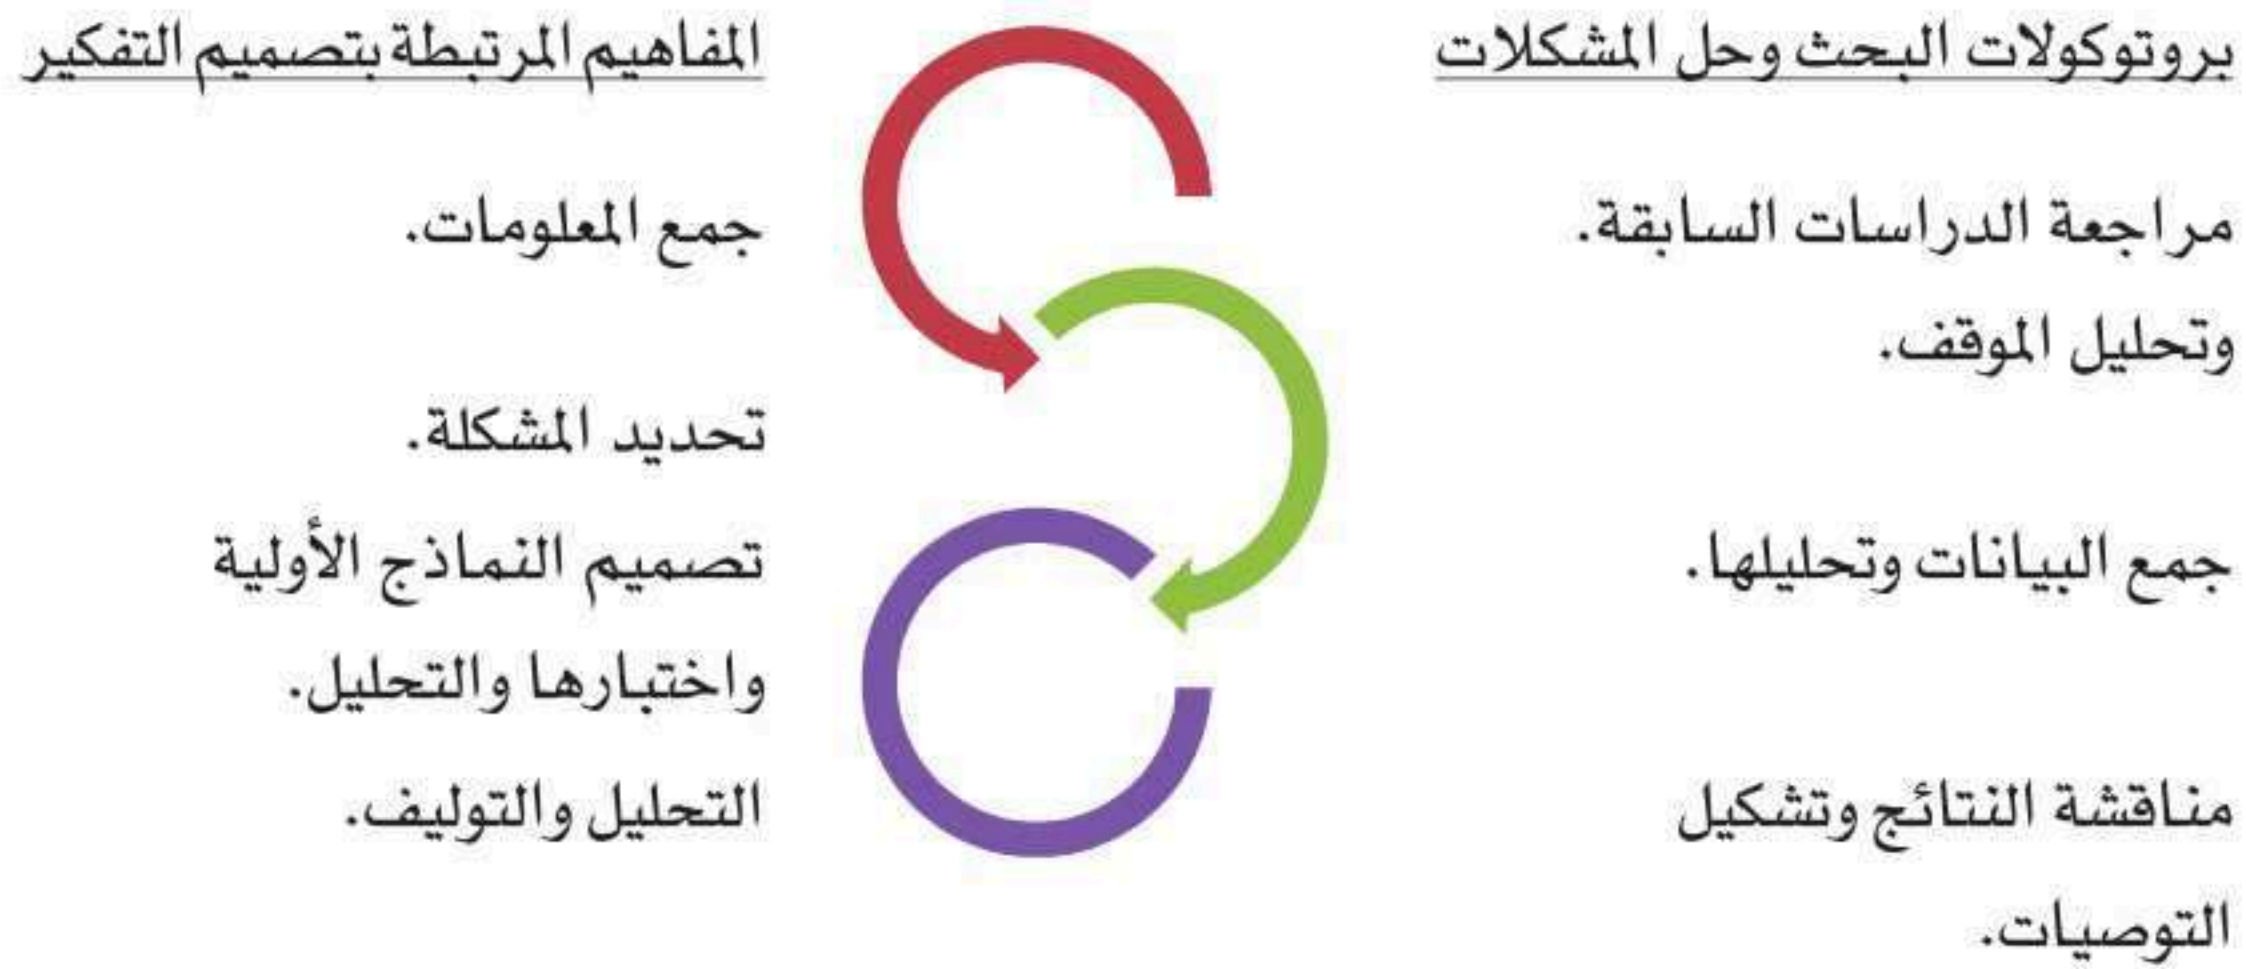 بروتوكولات البحث وحل المشكلات
مراجعة الدراسات السابقة.
وتحليل الموقف.
جمع البيانات وتحليلها.
مناقشة النتائج وتشكيل
التوصيات.
المفاهيم المرتبطة بتصميم التفكير
جمع المعلومات.
تحديد المشكلة.
تصميم النماذج الأولية
واختبارها والتحليل.
التحليل والتوليف.